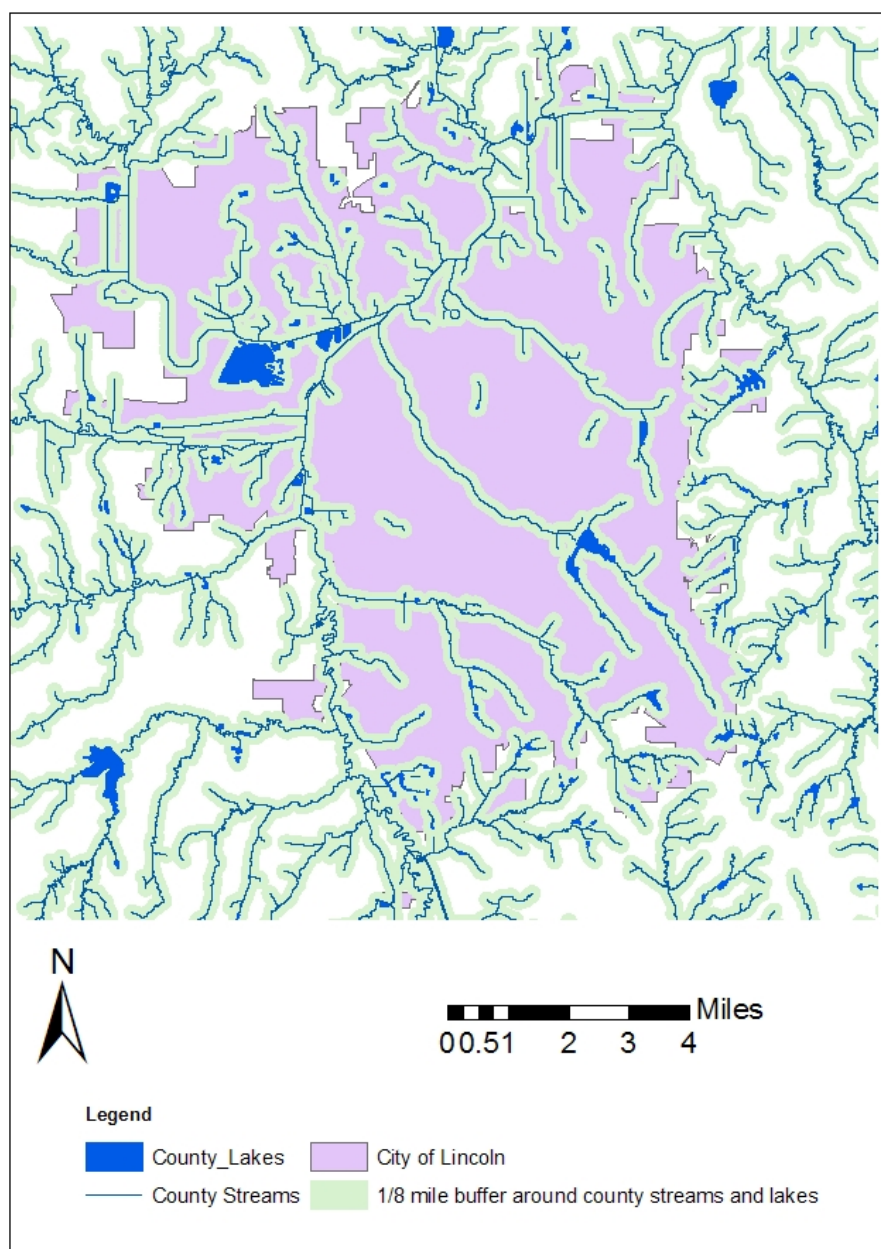 N
Miles
0 0.5 1 2 3 4
Legend
County_Lakes City of Lincoln
County Streams 1/8 mile buffer around county streams and lakes